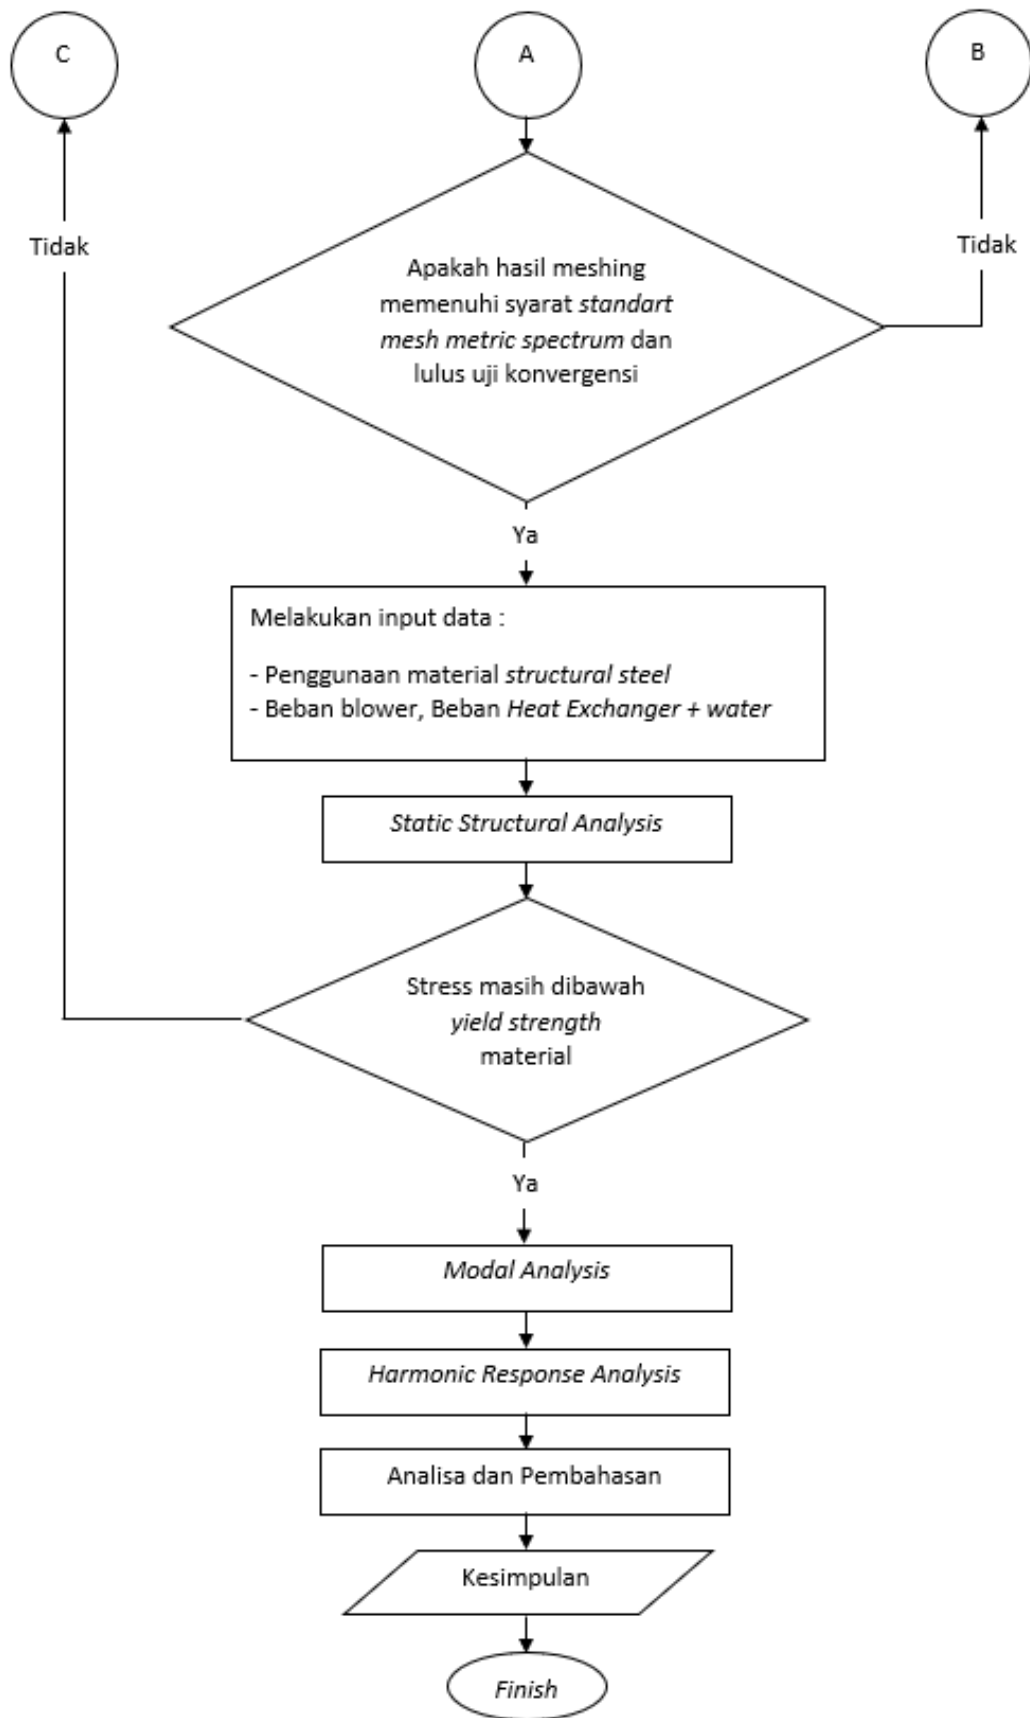 C
A
B
Tidak
Tidak
Apakah hasil meshing
memenuhi syarat standart
mesh metric spectrum dan
lulus uji konvergensi
Ya
Melakukan input data :
- Penggunaan material structural steel
- Beban blower, Beban Heat Exchanger + water
Static Structural Analysis
Stress masih dibawah
yield strength
material
Ya
Modal Analysis
Harmonic Response Analysis
Analisa dan Pembahasan
Kesimpulan
Finish